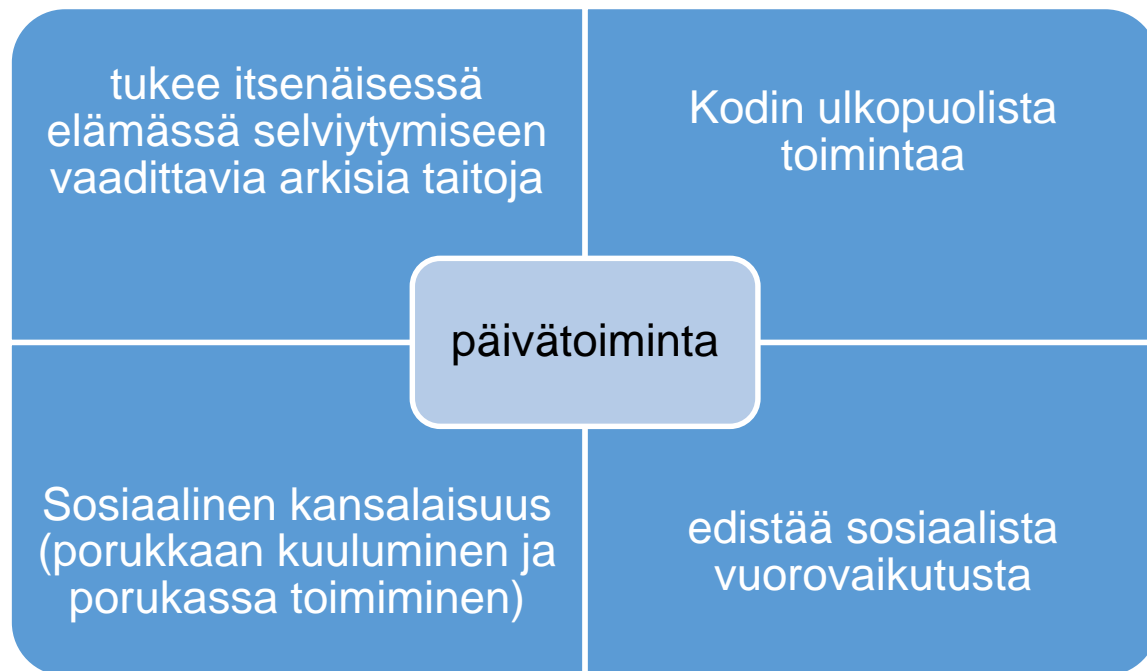 tukee itsenäisessä
elämässä selviytymiseen
vaadittavia arkisia taitoja
Kodin ulkopuolista
toimintaa
päivätoiminta
Sosiaalinen kansalaisuus
(porukkaan kuuluminen ja
porukassa toimiminen)
edistää sosiaalista
vuorovaikutusta